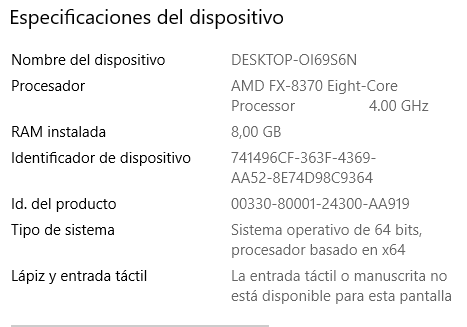 Especificaciones del dispositivo
Nombre del dispositivo DESKTOP-OI69S6N
Procesador AMD FX-8370 Eight-Core
Processor 4.00 GHz
RAM instalada 8,00 GB
Identificador de dispositivo 741496CF-363F-4369-
AA52-8E74D98C9364
Id. del producto 00330-80001-24300-AA919
Tipo de sistema Sistema operativo de 64 bits,
procesador basado en x64
Lápiz y entrada táctil La entrada táctil o manuscrita no
está disponible para esta pantalla